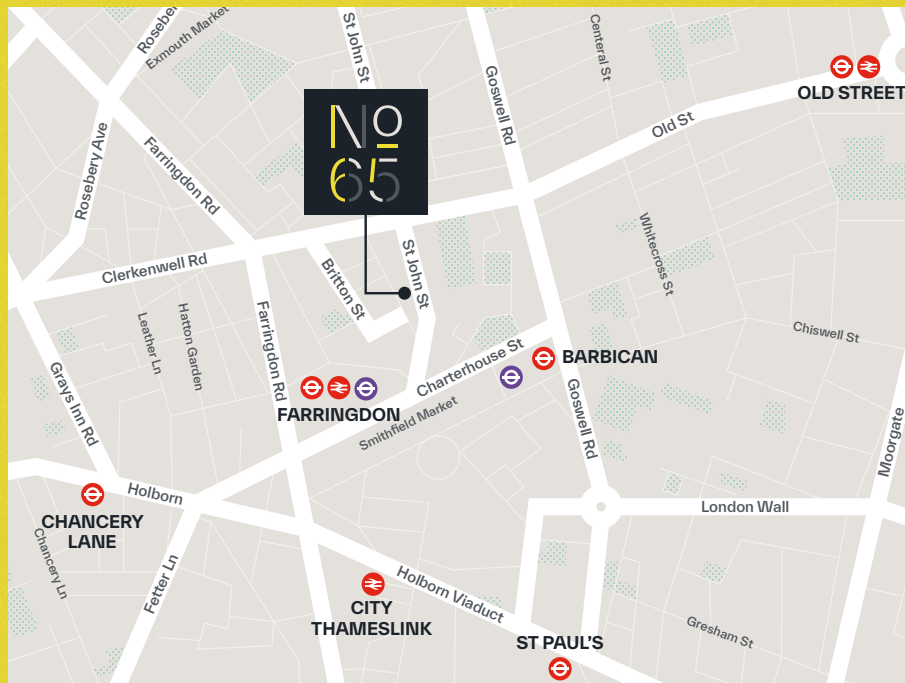 Rosebery
Exmouth Market
St John St
Centeral St
Goswell Rd
OLD STREET
Old St
No
65
Rosebery Ave
Farringdon Rd
Clerkenwell Rd
Britton St
St John St
Whitecross St
Leather Ln
Hatton Garden
Farringdon Rd
Chiswell St
Charterhouse St
BARBICAN
Grays Inn Rd
FARRINGDON
Smithfield Market
Goswell Rd
Moorgate
Holborn
London Wall
CHANCERY
LANE
Chancery Ln
Fetter Ln
Holborn Viaduct
CITY
THAMESLINK
ST PAUL'S
Gresham St